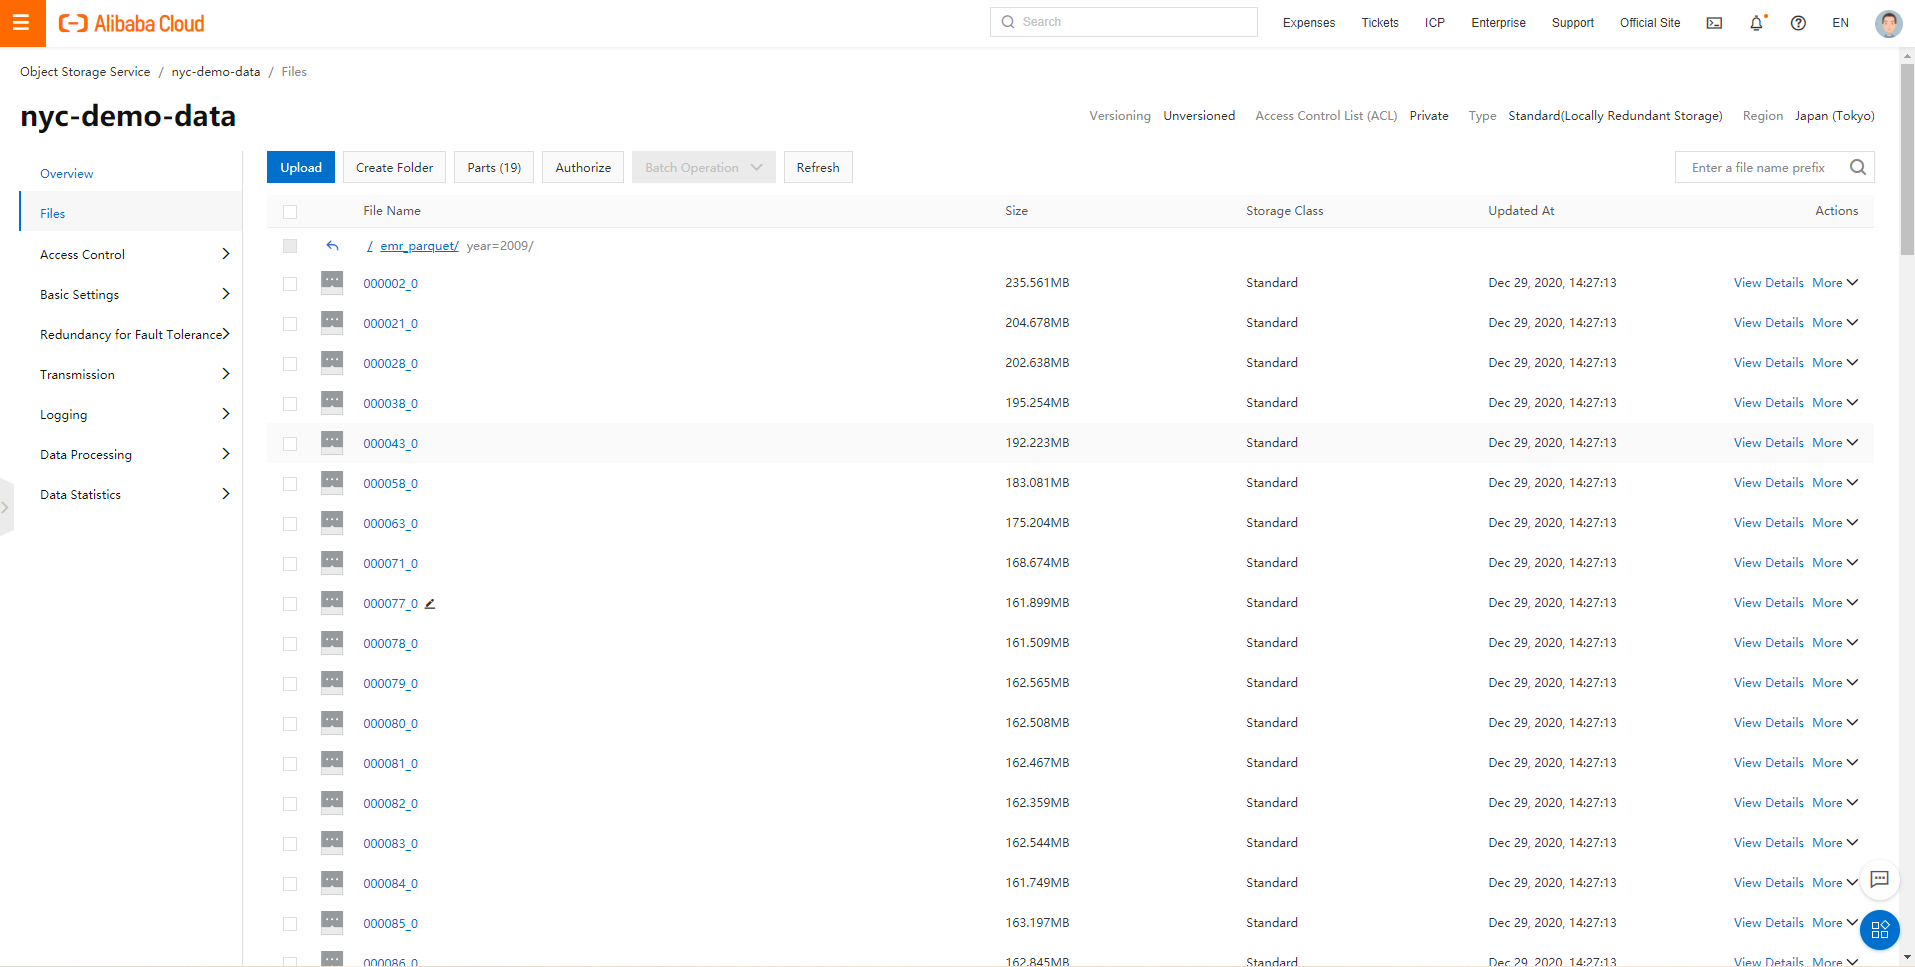 Alibaba Cloud
Search
Expenses Tickets ICP Enterprise Support Official Site EN
Object Storage Service / nyc-demo-data / Files
nyc-demo-data
Versioning Unversioned Access Control List (ACL) Private Type Standard(Locally Redundant Storage) Region Japan (Tokyo)
Overview
Files
Access Control
Basic Settings
Redundancy for Fault Tolerance
Transmission
Logging
Data Processing
Data Statistics
Upload Create Folder Parts (19) Authorize Batch Operation Refresh Enter a file name prefix
File Name Size Storage Class Updated At Actions
/ emr_parquet/ year=2009/
000002_0 235.561MB Standard Dec 29, 2020, 14:27:13 View Details More
000021_0 204.678MB Standard Dec 29, 2020, 14:27:13 View Details More
000028_0 202.638MB Standard Dec 29, 2020, 14:27:13 View Details More
000038_0 195.254MB Standard Dec 29, 2020, 14:27:13 View Details More
000043_0 192.223MB Standard Dec 29, 2020, 14:27:13 View Details More
000058_0 183.081MB Standard Dec 29, 2020, 14:27:13 View Details More
000063_0 175.204MB Standard Dec 29, 2020, 14:27:13 View Details More
000071_0 168.674MB Standard Dec 29, 2020, 14:27:13 View Details More
000077_0 161.899MB Standard Dec 29, 2020, 14:27:13 View Details More
000078_0 161.509MB Standard Dec 29, 2020, 14:27:13 View Details More
000079_0 162.565MB Standard Dec 29, 2020, 14:27:13 View Details More
000080_0 162.508MB Standard Dec 29, 2020, 14:27:13 View Details More
000081_0 162.467MB Standard Dec 29, 2020, 14:27:13 View Details More
000082_0 162.359MB Standard Dec 29, 2020, 14:27:13 View Details More
000083_0 162.544MB Standard Dec 29, 2020, 14:27:13 View Details More
000084_0 161.749MB Standard Dec 29, 2020, 14:27:13 View Details More
000085_0 163.197MB Standard Dec 29, 2020, 14:27:13 View Details More
000086_0 162.845MB Standard Dec 29, 2020, 14:27:13 View Details More